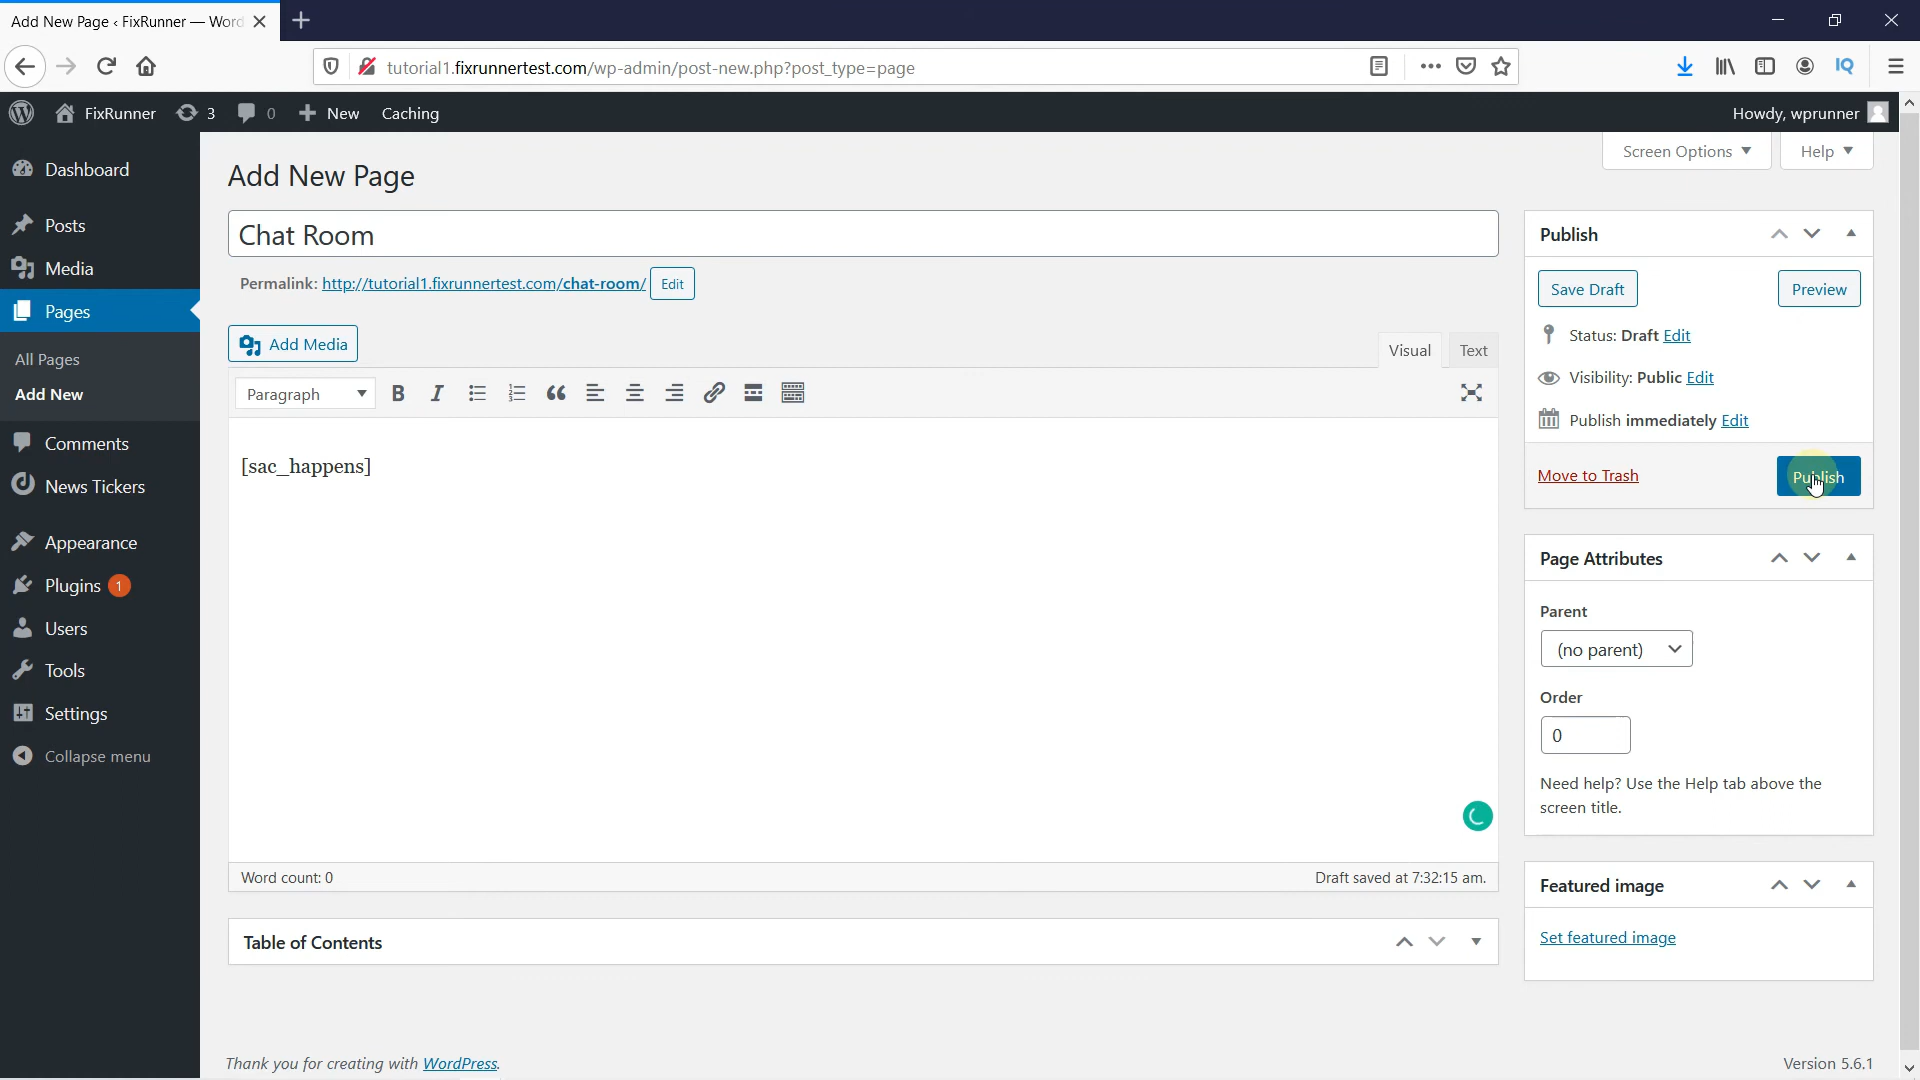 Add New Page ‹ FixRunner — Word
tutorial1.fixrunnertest.com/wp-admin/post-new.php?post_type=page
IQ
FixRunner 3 0 New Caching
Howdy, wprunner
Screen Options
Help
Dashboard
Posts
Media
Pages
All Pages
Add New
Comments
News Tickers
Appearance
Plugins 1
Users
Tools
Settings
Collapse menu
Add New Page
Chat Room
Permalink: http://tutorial1.fixrunnertest.com/chat-room/ Edit
Add Media
Visual Text
Paragraph B I
[sac_happens]
Word count: 0
Draft saved at 7:32:15 am.
Table of Contents
Publish
Save Draft Preview
Status: Draft Edit
Visibility: Public Edit
Publish immediately Edit
Move to Trash Publish
Page Attributes
Parent
(no parent)
Order
0
Need help? Use the Help tab above the
screen title.
Featured image
Set featured image
Thank you for creating with WordPress.
Version 5.6.1